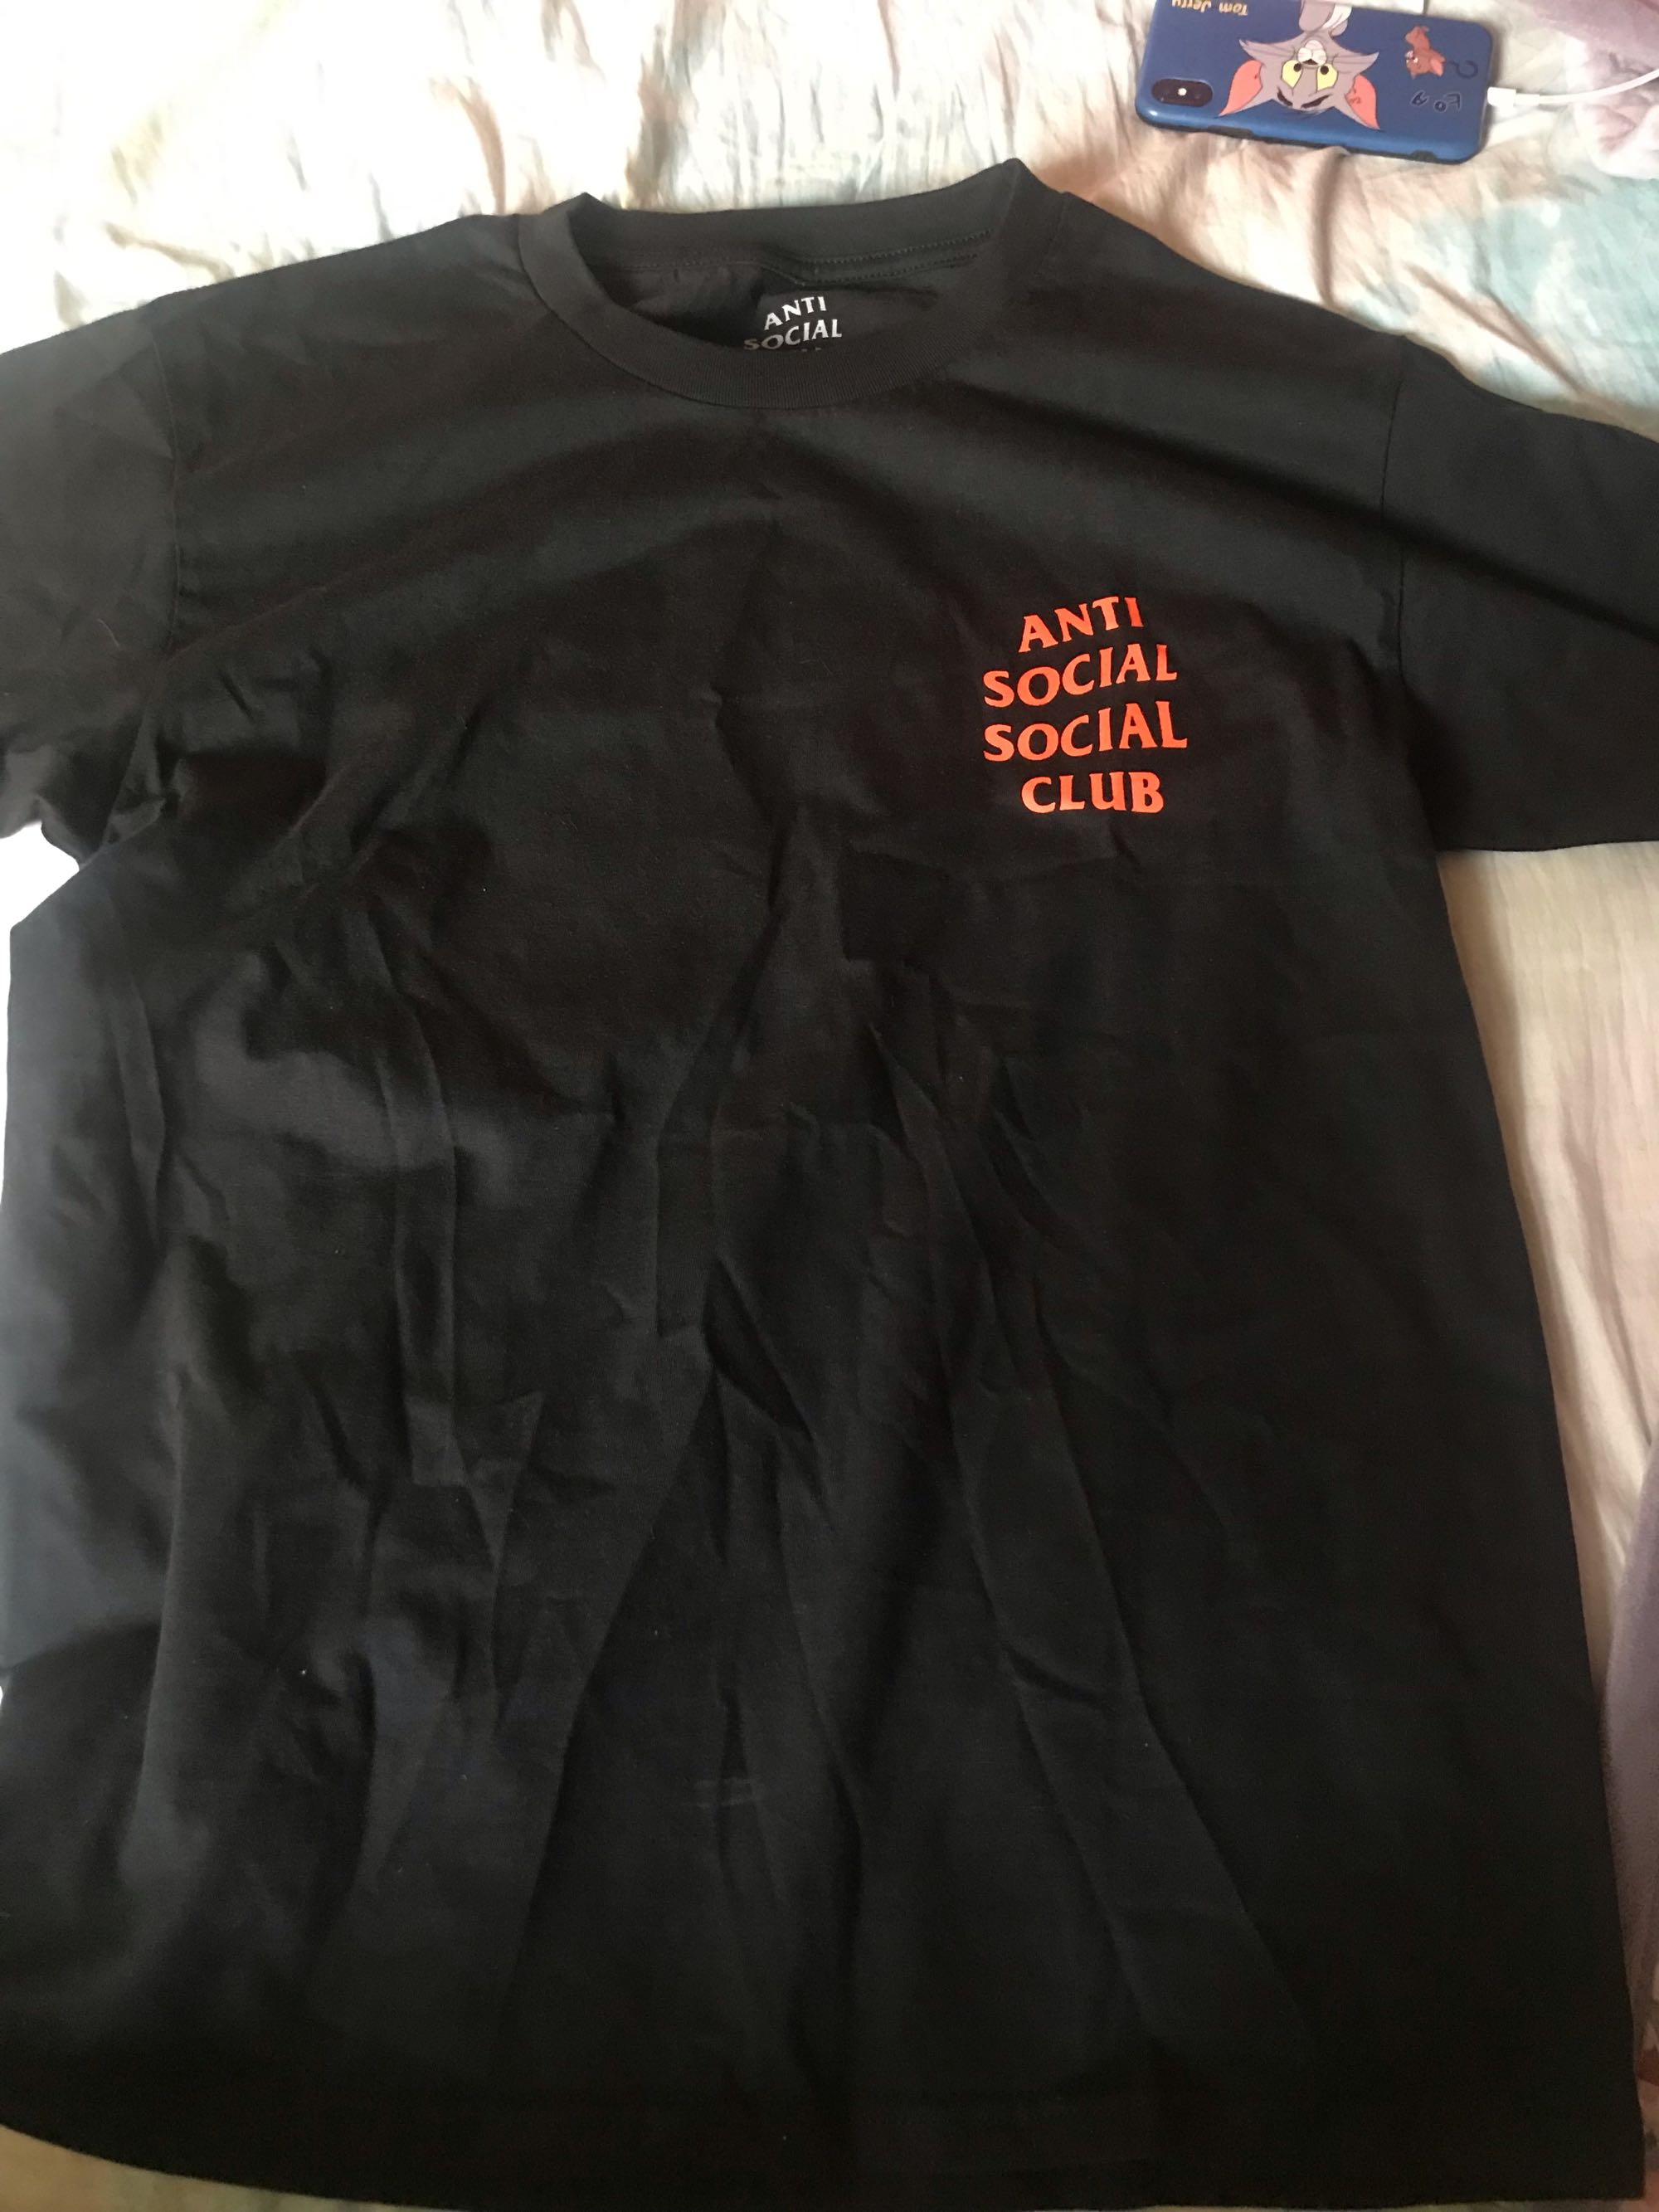 Tom Jerry
ANTI
SOCIAL
ANTI
SOCIAL
SOCIAL
CLUB